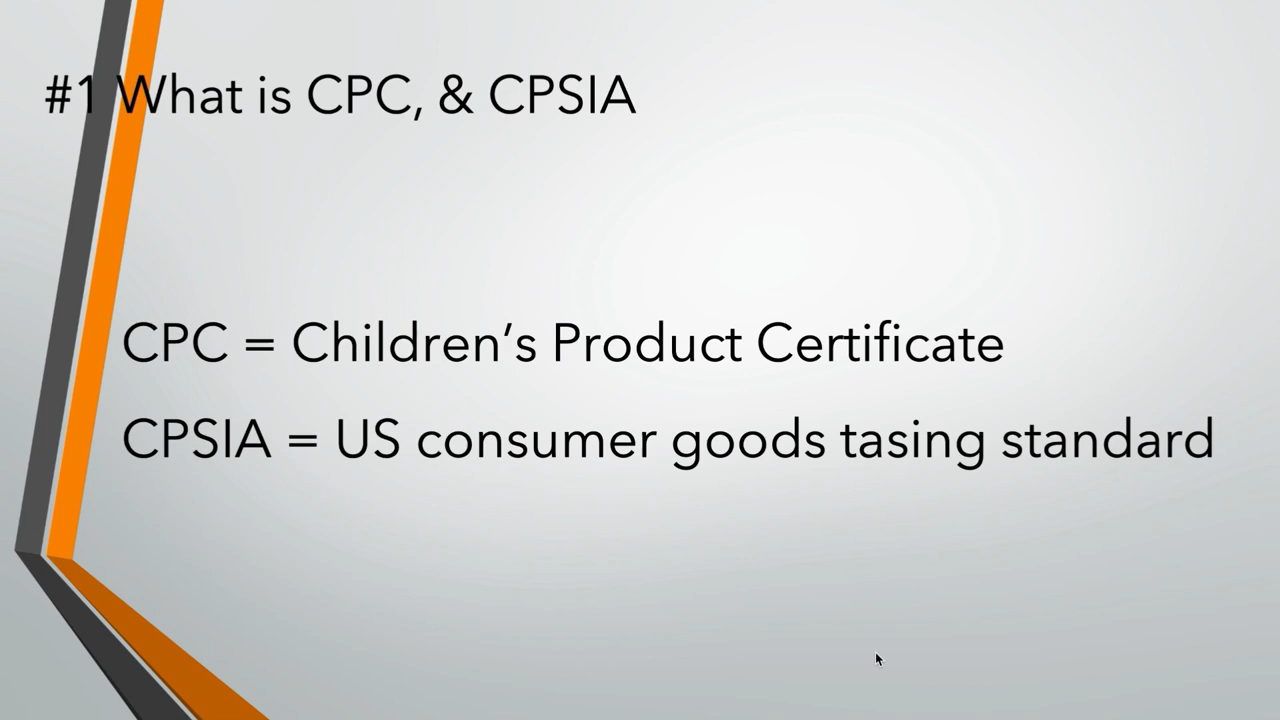 #1 What is CPC, & CPSIA
CPC = Children’s Product Certificate
CPSIA = US consumer goods tasing standard